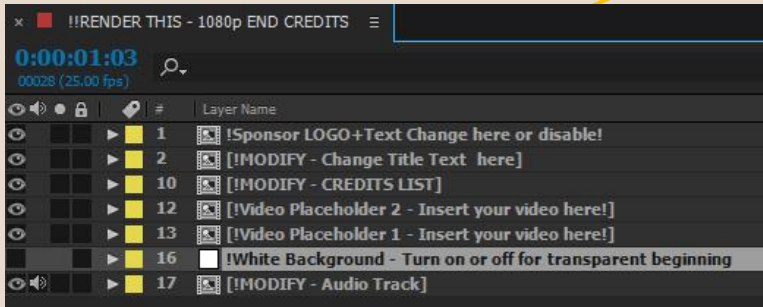 × !!RENDER THIS - 1080p END CREDITS ≡
0:00:01:03
00028 (25.00 fps)
# Layer Name
1 !Sponsor LOGO+Text Change here or disable!
2 [!MODIFY - Change Title Text here]
10 [!MODIFY - CREDITS LIST]
12 [!Video Placeholder 2 - Insert your video here!]
13 [!Video Placeholder 1 - Insert your video here!]
16 !White Background - Turn on or off for transparent beginning
17 [!MODIFY - Audio Track]